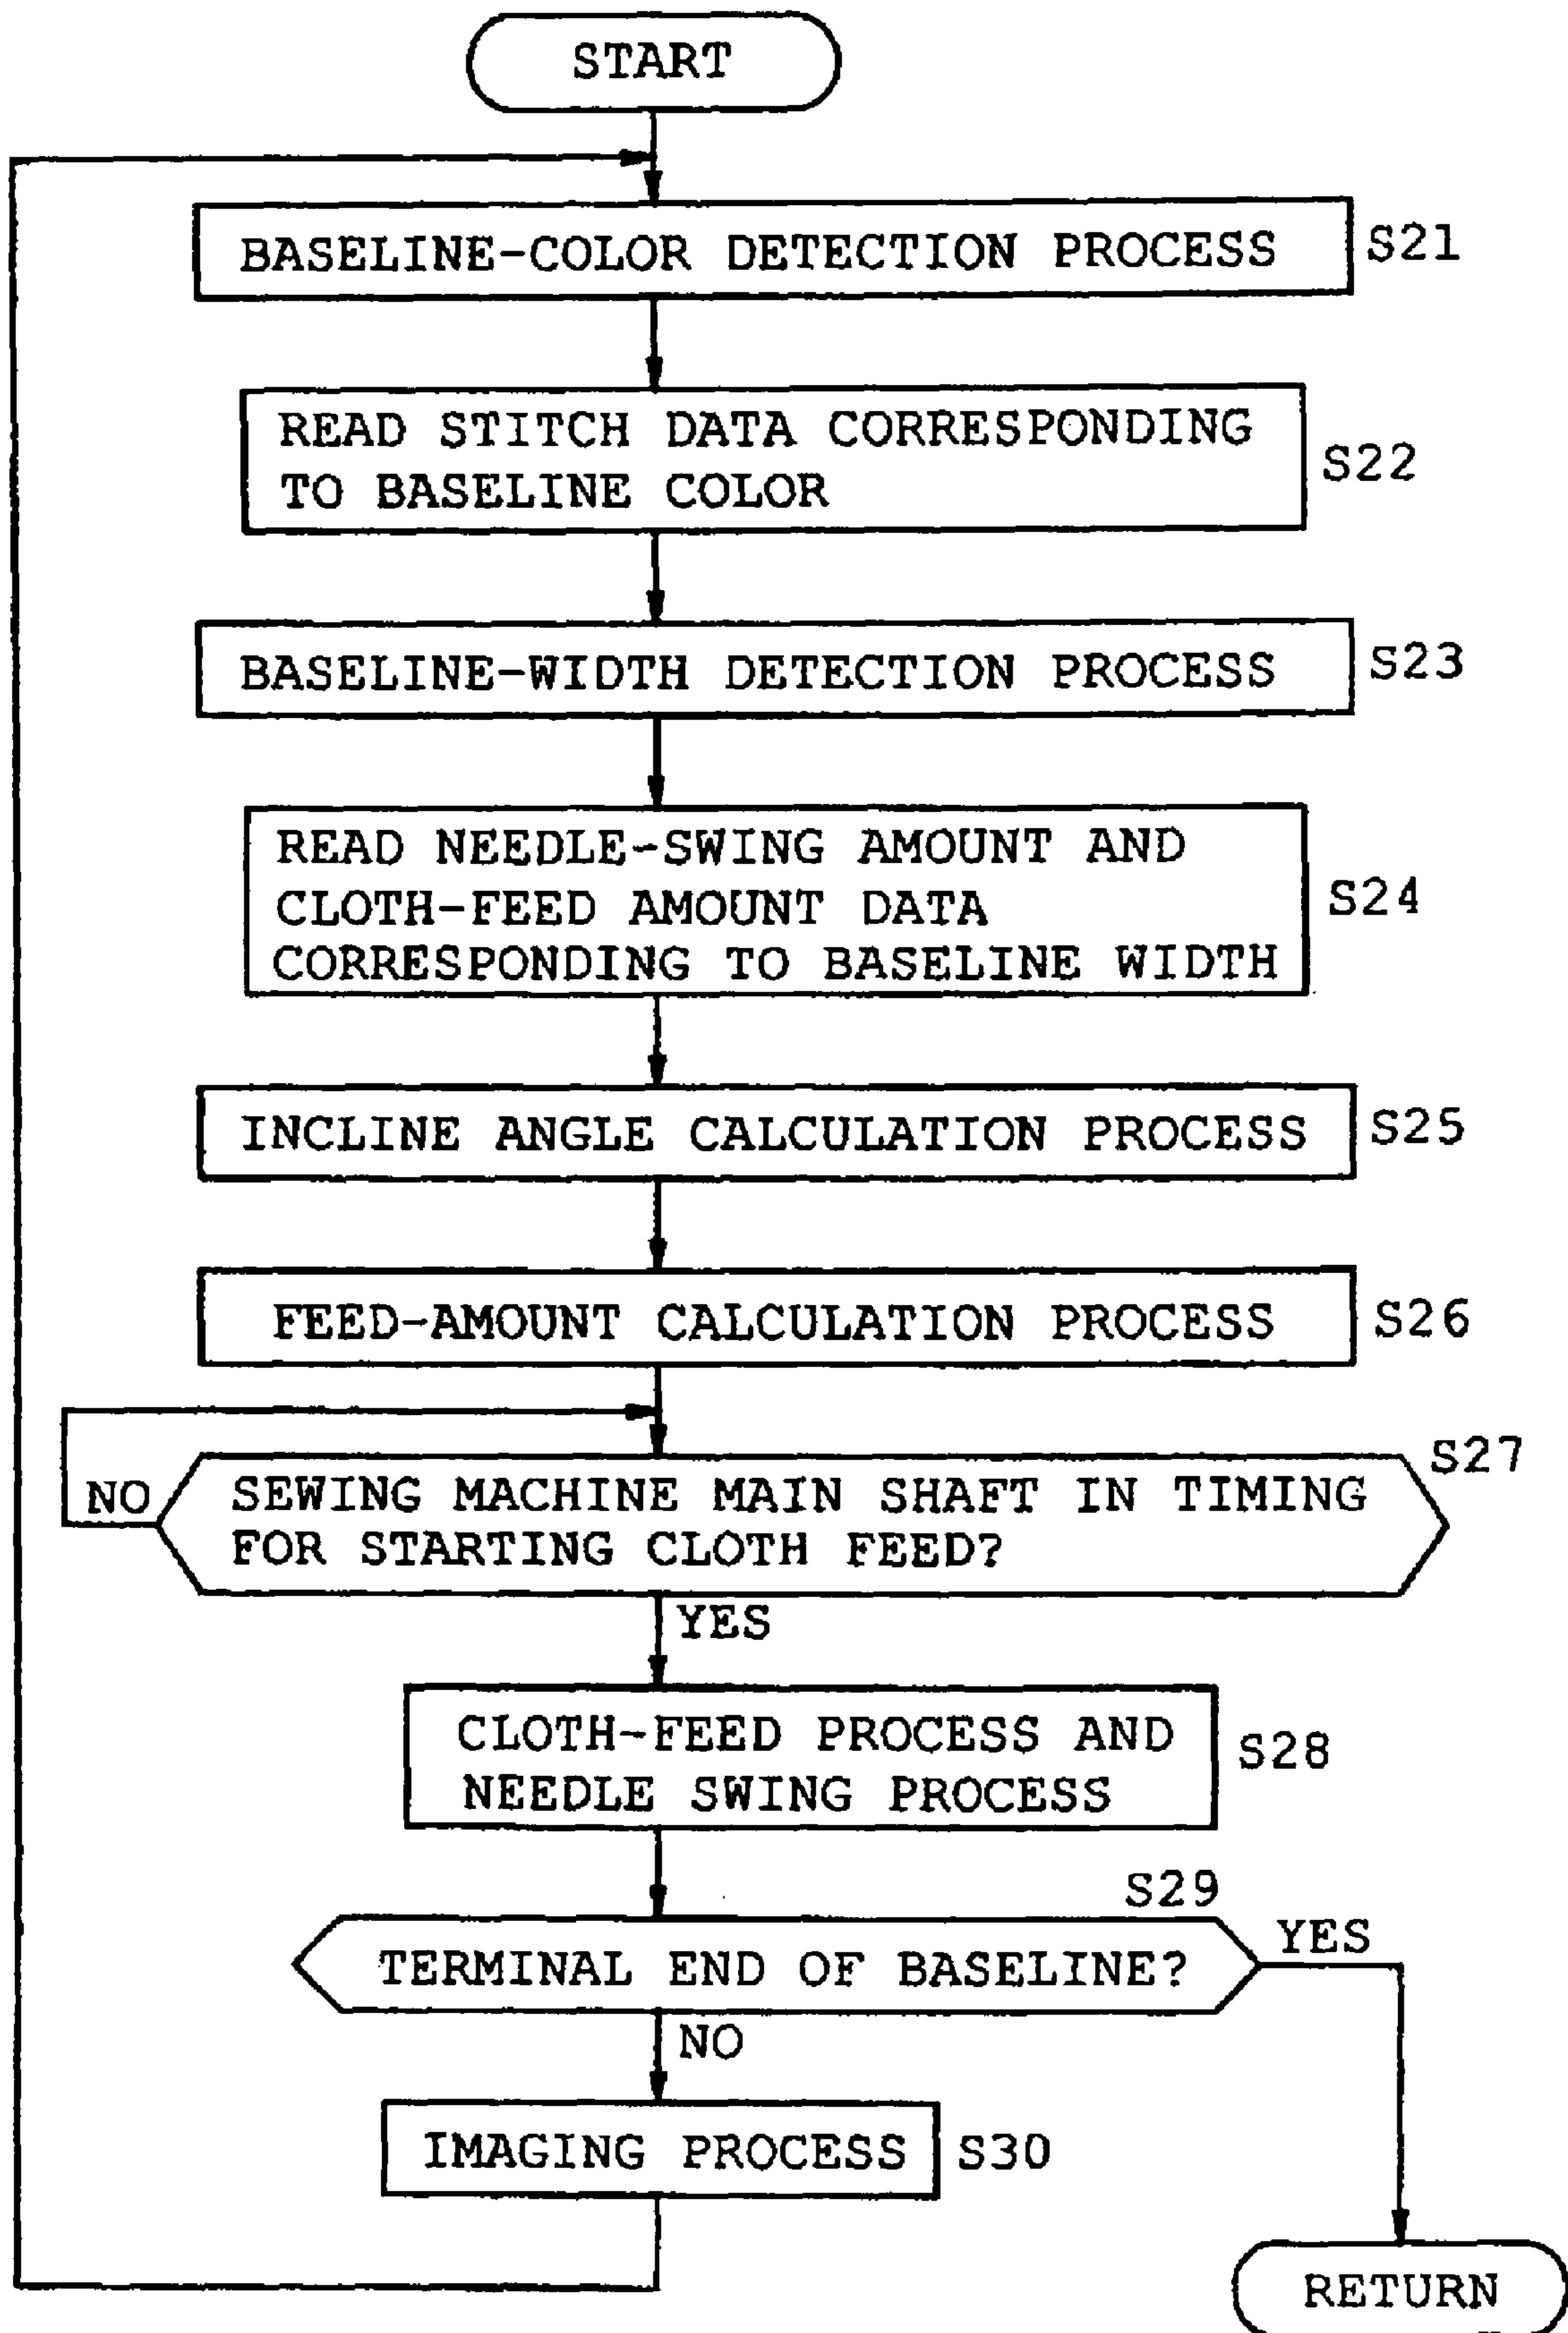 START
BASELINE-COLOR DETECTION PROCESS
S21
READ STITCH DATA CORRESPONDING
TO BASELINE COLOR
S22
BASELINE-WIDTH DETECTION PROCESS
S23
READ NEEDLE-SWING AMOUNT AND
CLOTH-FEED AMOUNT DATA
CORRESPONDING TO BASELINE WIDTH
S24
INCLINE ANGLE CALCULATION PROCESS
S25
FEED-AMOUNT CALCULATION PROCESS
S26
S27
NO
SEWING MACHINE MAIN SHAFT IN TIMING
FOR STARTING CLOTH FEED?
YES
CLOTH-FEED PROCESS AND
NEEDLE SWING PROCESS
S28
S29
TERMINAL END OF BASELINE?
YES
NO
IMAGING PROCESS
S30
RETURN